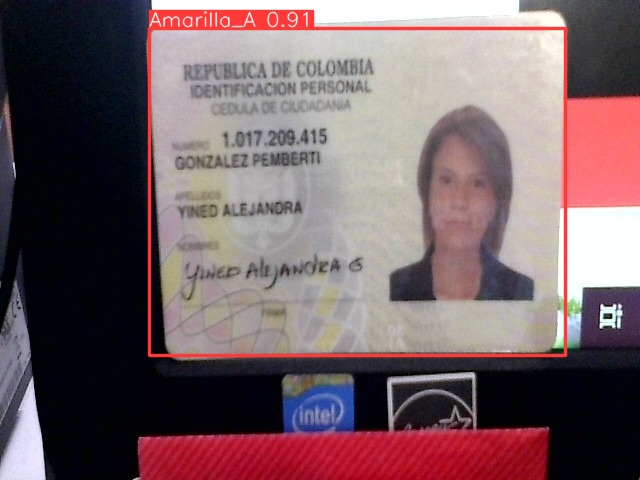 Amarilla_A 0.91
REPUBLICA DE COLOMBIA
IDENTIFICACION PERSONAL
CEDULA DE CIUDADANIA
NUMERO 1.017.209.415
GONZALEZ PEMBERTI
APELLIDOS
YINED ALEJANDRA
NOMBRES
Yined Alejandra G
FIRMA
intel